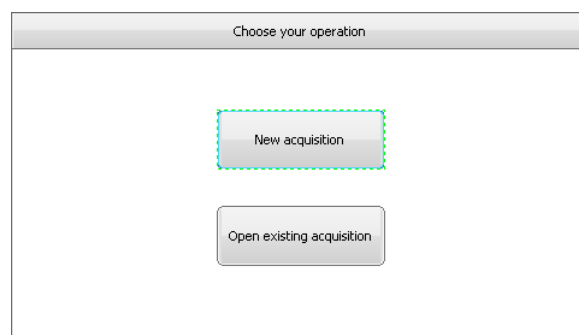 Choose your operation
New acquisition
Open existing acquisition